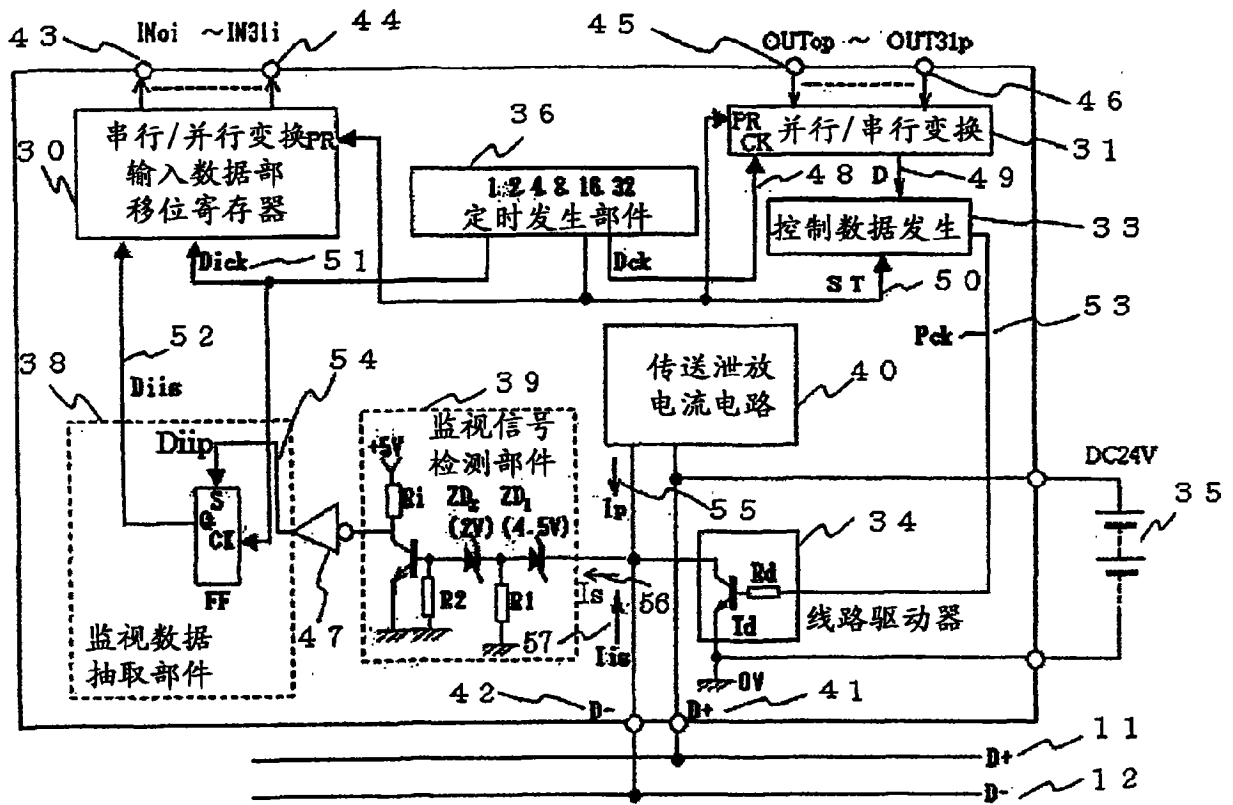 43
INoi ~IN31i
44
45
OUTop ~ OUT31p
46
30
串行/并行变换
PR
输入数据部
移位寄存器
36
1.2.4.8.16.32
定时发生部件
PR
CK
并行/串行变换
31
48
D
49
控制数据发生
33
Dick
51
Dck
ST
50
53
Pck
52
38
Diis
54
39
传送泄放
电流电路
40
Diip
+5V
监视信号
检测部件
DC24V
S
Q
CK
FF
Ri
ZD₂
(2V)
ZD₁
(4.5V)
Ip
55
34
35
47
R2
R1
Is
56
57
Iis
Rd
Id
线路驱动器
0V
监视数据
抽取部件
42
D-
D+
41
D+
11
D-
12